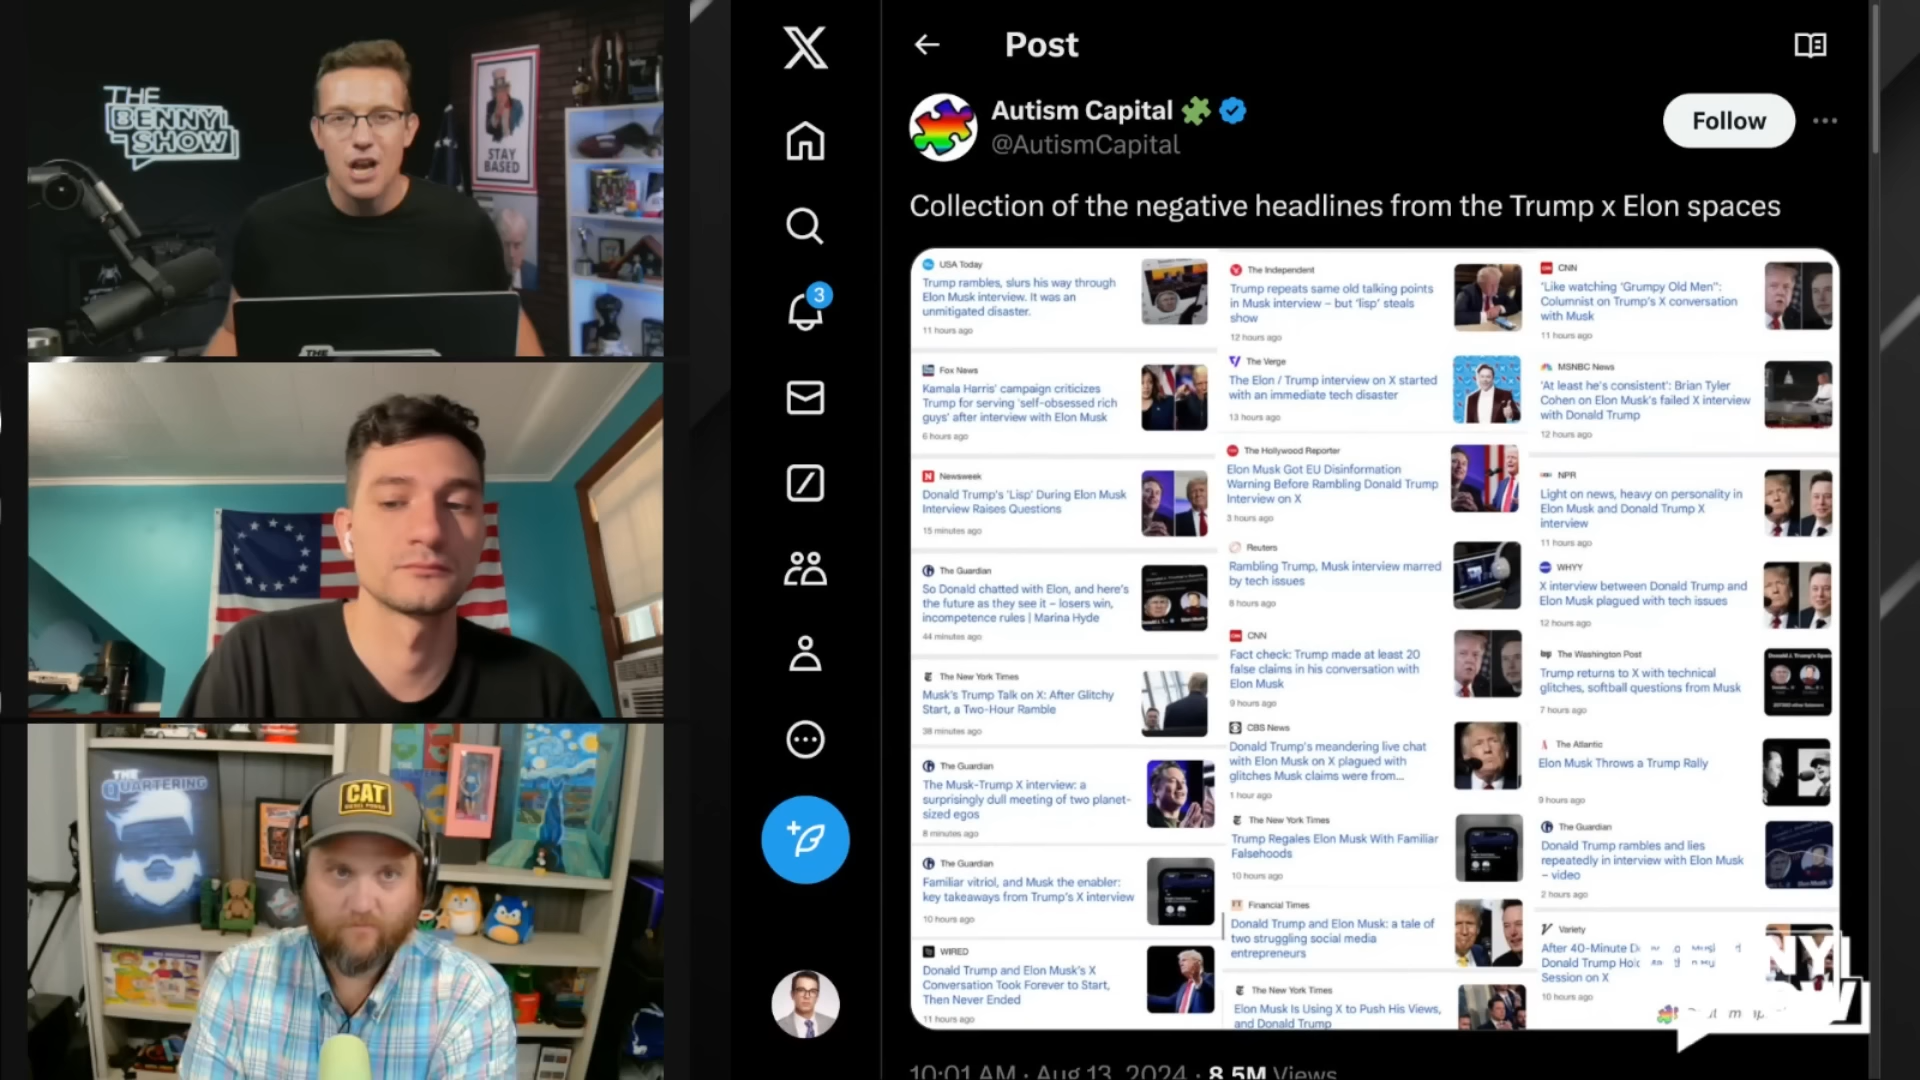 THE
BENNY
SHOW
STAY
BASED
THE
THE
QUARTERING
CAT
DIESEL POWER
3
Post
Autism Capital
@AutismCapital
Follow
Collection of the negative headlines from the Trump x Elon spaces
USA Today
Trump rambles, slurs his way through
Elon Musk interview. It was an
unmitigated disaster.
11 hours ago
Fox News
Kamala Harris' campaign criticizes
Trump for serving 'self-obsessed rich
guys' after interview with Elon Musk
6 hours ago
Newsweek
Donald Trump's 'Lisp' During Elon Musk
Interview Raises Questions
15 minutes ago
The Guardian
So Donald chatted with Elon, and here's
the future as they see it – losers win,
incompetence rules | Marina Hyde
44 minutes ago
The New York Times
Musk's Trump Talk on X: After Glitchy
Start, a Two-Hour Ramble
38 minutes ago
The Guardian
The Musk-Trump X interview: a
surprisingly dull meeting of two planet-
sized egos
8 minutes ago
The Guardian
Familiar vitriol, and Musk the enabler:
key takeaways from Trump's X interview
10 hours ago
WIRED
Donald Trump and Elon Musk's X
Conversation Took Forever to Start,
Then Never Ended
11 hours ago
The Independent
Trump repeats same old talking points
in Musk interview – but 'lisp' steals
show
12 hours ago
The Verge
The Elon / Trump interview on X started
with an immediate tech disaster
13 hours ago
The Hollywood Reporter
Elon Musk Got EU Disinformation
Warning Before Rambling Donald Trump
Interview on X
3 hours ago
Reuters
Rambling Trump, Musk interview marred
by tech issues
8 hours ago
CNN
Fact check: Trump made at least 20
false claims in his conversation with
Elon Musk
9 hours ago
CBS News
Donald Trump's meandering live chat
with Elon Musk on X plagued with
glitches Musk claims were from...
1 hour ago
The New York Times
Trump Regales Elon Musk With Familiar
Falsehoods
10 hours ago
Financial Times
Donald Trump and Elon Musk: a tale of
two struggling social media
entrepreneurs
The New York Times
Elon Musk Is Using X to Push His Views,
and Donald Trump
CNN
'Like watching 'Grumpy Old Men'':
Columnist on Trump's X conversation
with Musk
11 hours ago
MSNBC News
'At least he's consistent': Brian Tyler
Cohen on Elon Musk's failed X interview
with Donald Trump
12 hours ago
NPR
Light on news, heavy on personality in
Elon Musk and Donald Trump X
interview
11 hours ago
WHYY
X interview between Donald Trump and
Elon Musk plagued with tech issues
12 hours ago
The Washington Post
Trump returns to X with technical
glitches, softball questions from Musk
7 hours ago
The Atlantic
Elon Musk Throws a Trump Rally
9 hours ago
The Guardian
Donald Trump rambles and lies
repeatedly in interview with Elon Musk
– video
2 hours ago
Variety
After 40-Minute
Donald Trump
Session on X
10 hours ago
10:01 AM · Aug 13, 2024 · 8.5M Views